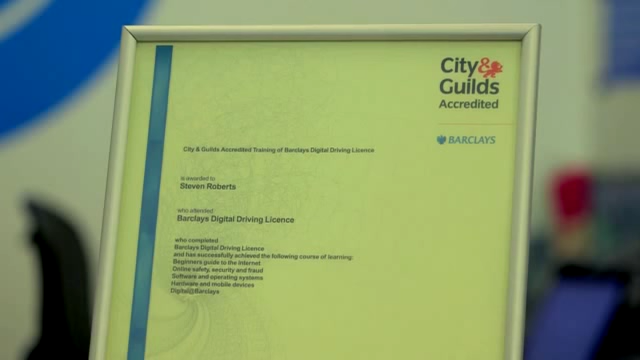 City&
Guilds
Accredited
BARCLAYS
City & Guilds Accredited Training of Barclays Digital Driving Licence
is awarded to
Steven Roberts
who attended
Barclays Digital Driving Licence
who completed
Barclays Digital Driving Licence
and has successfully achieved the following course of learning:
Beginners guide to the internet
Online safety, security and fraud
Software and operating systems
Hardware and mobile devices
Digital@Barclays